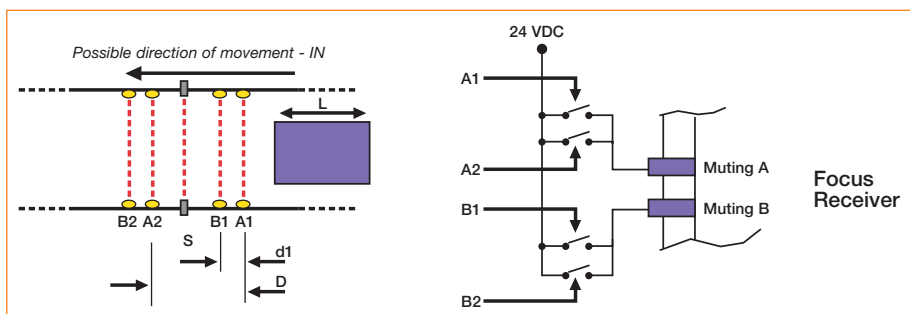 Possible direction of movement - IN
L
B2 A2 B1 A1
S
d1
D
24 VDC
A1
A2
B1
B2
Muting A
Muting B
Focus
Receiver